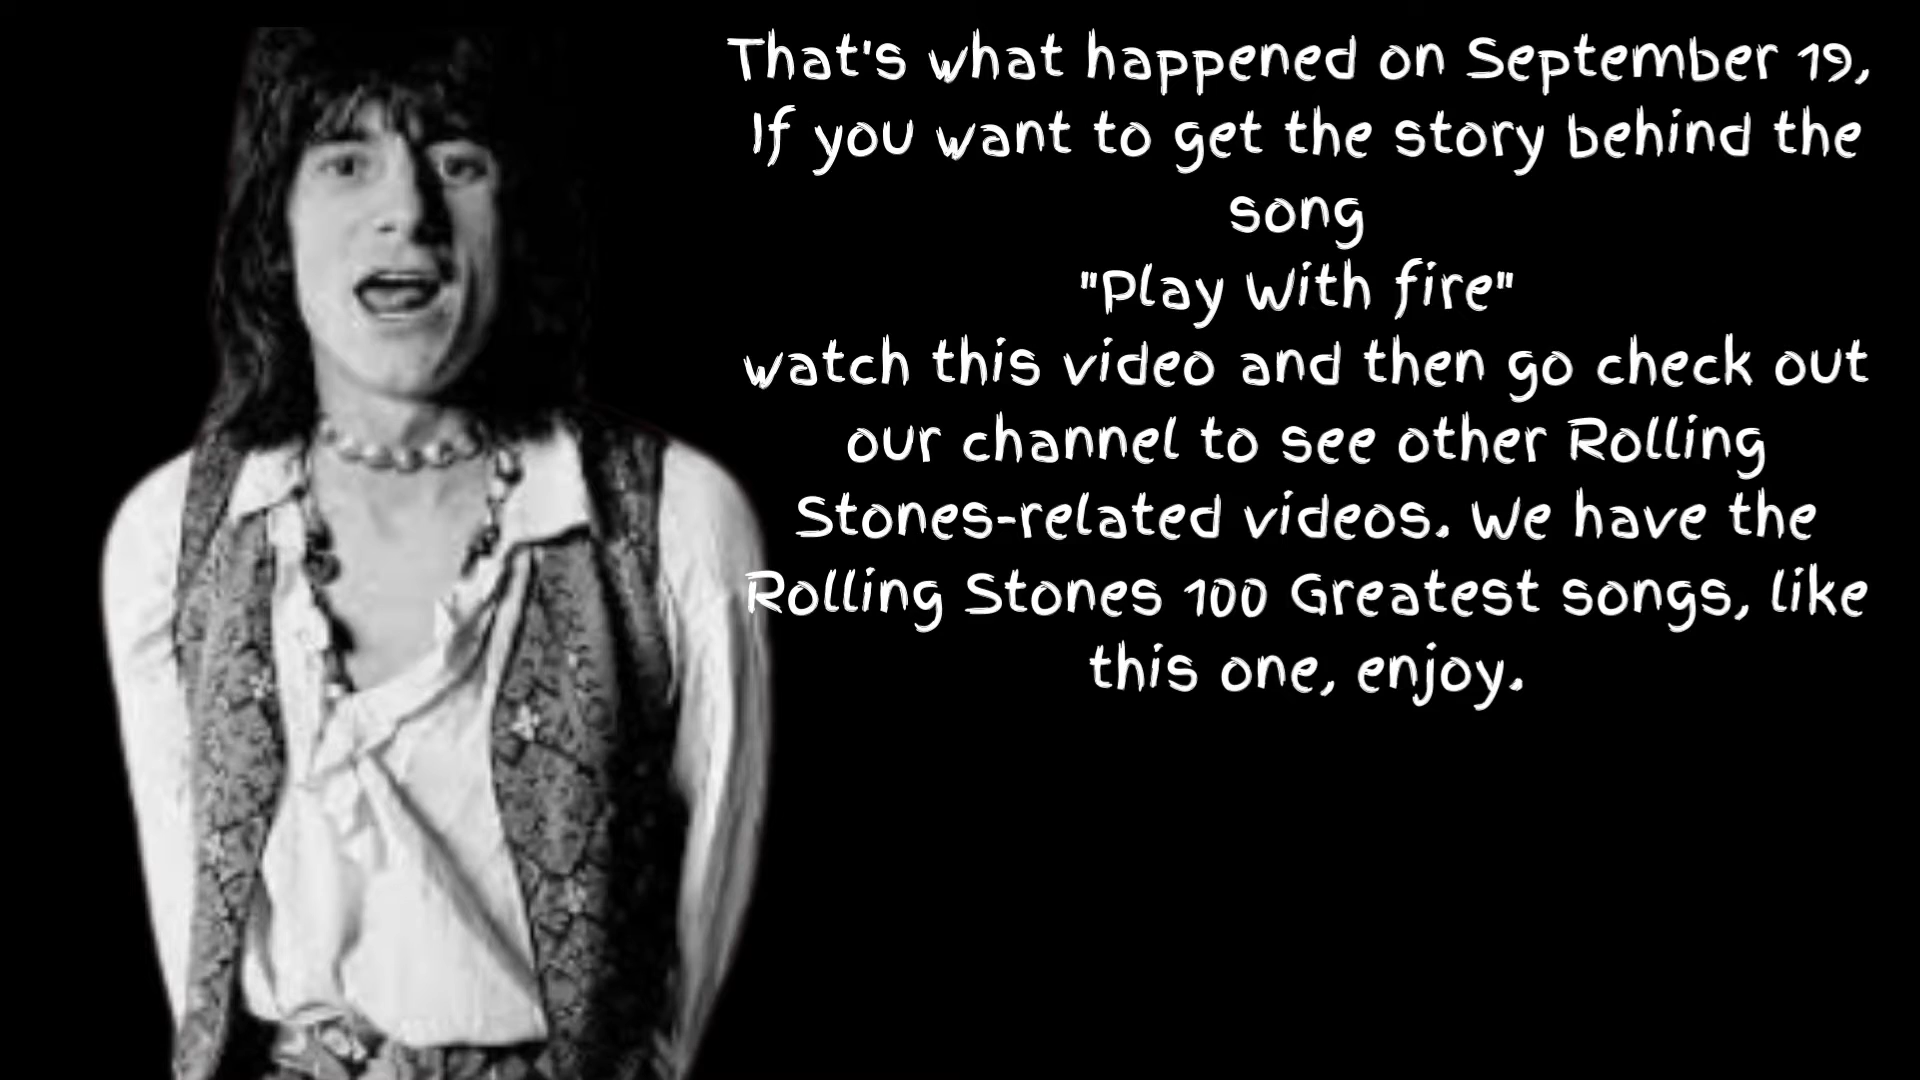 That's what happened on September 19,
If you want to get the story behind the
song
"Play With fire"
watch this video and then go check out
our channel to see other Rolling
Stones-related videos. We have the
Rolling Stones 100 Greatest songs, like
this one, enjoy.